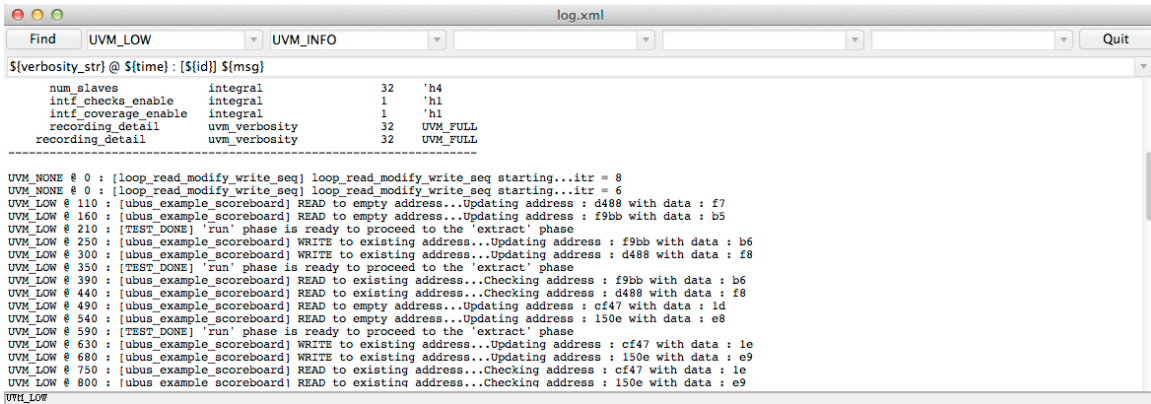 log.xml
Find UVM_LOW UVM_INFO Quit
${verbosity_str} @ ${time} : [${id}] ${msg}
num_slaves integral 32 'h4
intf_checks_enable integral 1 'h1
intf_coverage_enable integral 1 'h1
recording_detail uvm_verbosity 32 UVM_FULL
recording_detail uvm_verbosity 32 UVM_FULL
----------------------------------------------------------------------
UVM_NONE @ 0 : [loop_read_modify_write_seq] loop_read_modify_write_seq starting...itr = 8
UVM_NONE @ 0 : [loop_read_modify_write_seq] loop_read_modify_write_seq starting...itr = 6
UVM_LOW @ 110 : [ubus_example_scoreboard] READ to empty address...Updating address : d488 with data : f7
UVM_LOW @ 160 : [ubus_example_scoreboard] READ to empty address...Updating address : f9bb with data : b5
UVM_LOW @ 210 : [TEST_DONE] 'run' phase is ready to proceed to the 'extract' phase
UVM_LOW @ 250 : [ubus_example_scoreboard] WRITE to existing address...Updating address : f9bb with data : b6
UVM_LOW @ 300 : [ubus_example_scoreboard] WRITE to existing address...Updating address : d488 with data : f8
UVM_LOW @ 350 : [TEST_DONE] 'run' phase is ready to proceed to the 'extract' phase
UVM_LOW @ 390 : [ubus_example_scoreboard] READ to existing address...Checking address : f9bb with data : b6
UVM_LOW @ 440 : [ubus_example_scoreboard] READ to existing address...Checking address : d488 with data : f8
UVM_LOW @ 490 : [ubus_example_scoreboard] READ to empty address...Updating address : cf47 with data : 1d
UVM_LOW @ 540 : [ubus_example_scoreboard] READ to empty address...Updating address : 150e with data : e8
UVM_LOW @ 590 : [TEST_DONE] 'run' phase is ready to proceed to the 'extract' phase
UVM_LOW @ 630 : [ubus_example_scoreboard] WRITE to existing address...Updating address : cf47 with data : 1e
UVM_LOW @ 680 : [ubus_example_scoreboard] WRITE to existing address...Updating address : 150e with data : e9
UVM_LOW @ 750 : [ubus_example_scoreboard] READ to existing address...Checking address : cf47 with data : 1e
UVM_LOW @ 800 : [ubus_example_scoreboard] READ to existing address...Checking address : 150e with data : e9
UVM_LOW